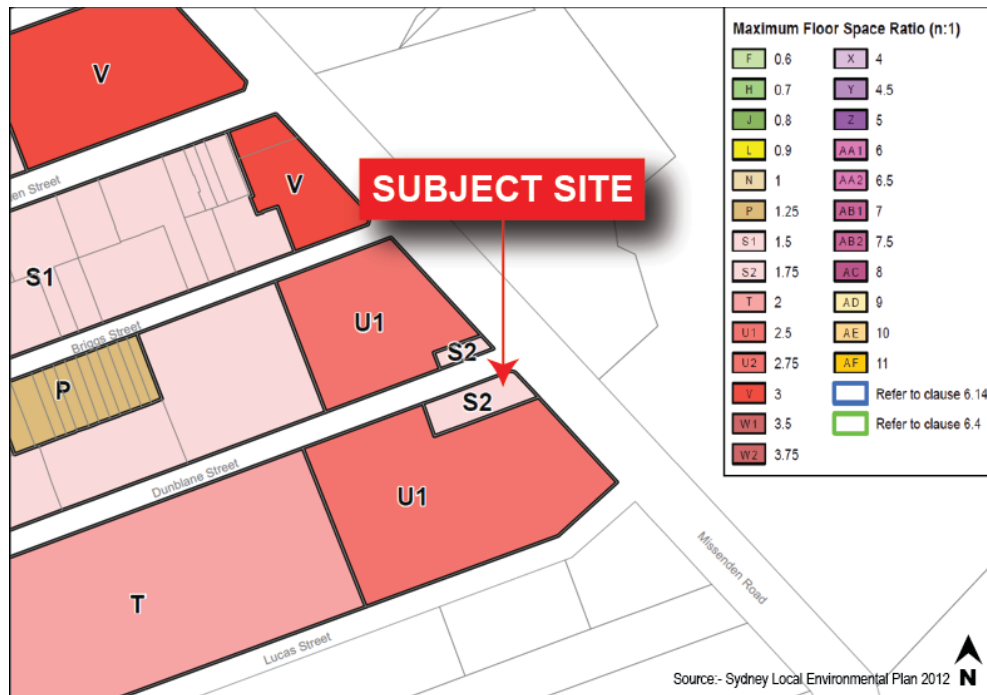 V
en Street
V
SUBJECT SITE
S1
Briggs Street
U1
S2
P
S2
Dunblane Street
U1
T
Missenden Road
Lucas Street
Maximum Floor Space Ratio (n:1)
F 0.6
H 0.7
J 0.8
L 0.9
N 1
P 1.25
S1 1.5
S2 1.75
T 2
U1 2.5
U2 2.75
V 3
W1 3.5
W2 3.75
X 4
Y 4.5
Z 5
AA1 6
AA2 6.5
AB1 7
AB2 7.5
AC 8
AD 9
AE 10
AF 11
Refer to clause 6.14
Refer to clause 6.4
Source:- Sydney Local Environmental Plan 2012
N